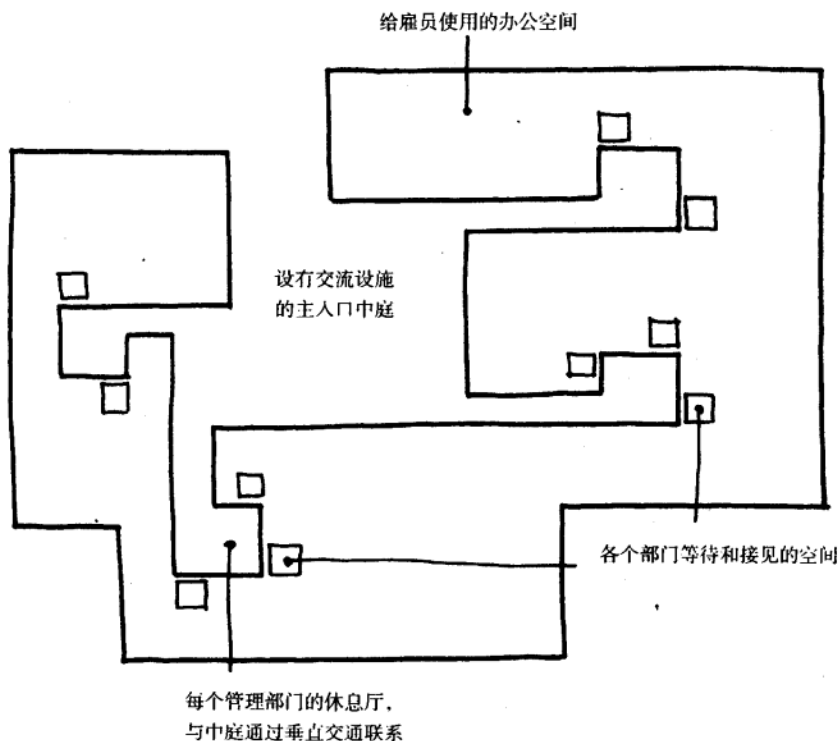 给雇员使用的办公空间
设有交流设施
的主入口中庭
各个部门等待和接见的空间
每个管理部门的休息厅，
与中庭通过垂直交通联系